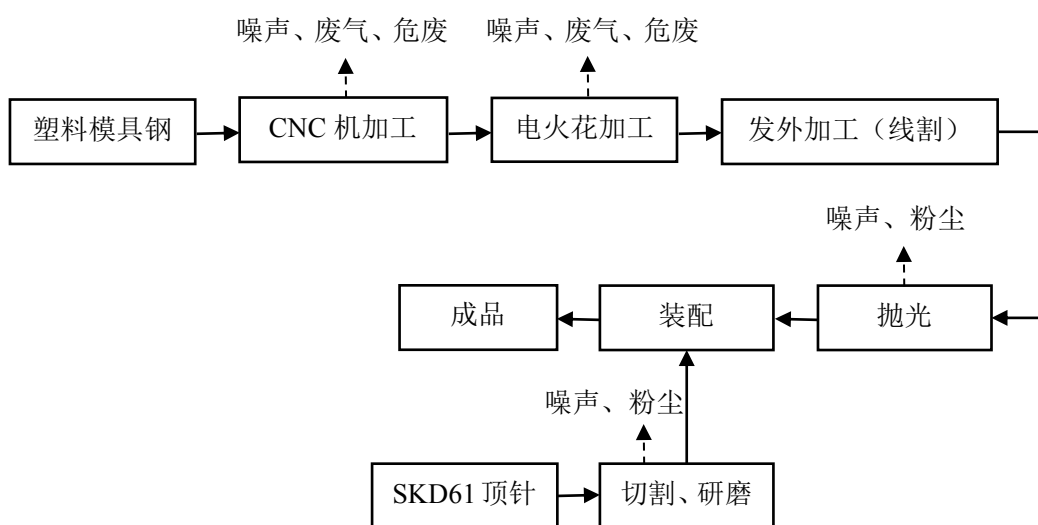 噪声、废气、危废
噪声、废气、危废
塑料模具钢
CNC 机加工
电火花加工
发外加工（线割）
噪声、粉尘
成品
装配
抛光
噪声、粉尘
SKD61 顶针
切割、研磨